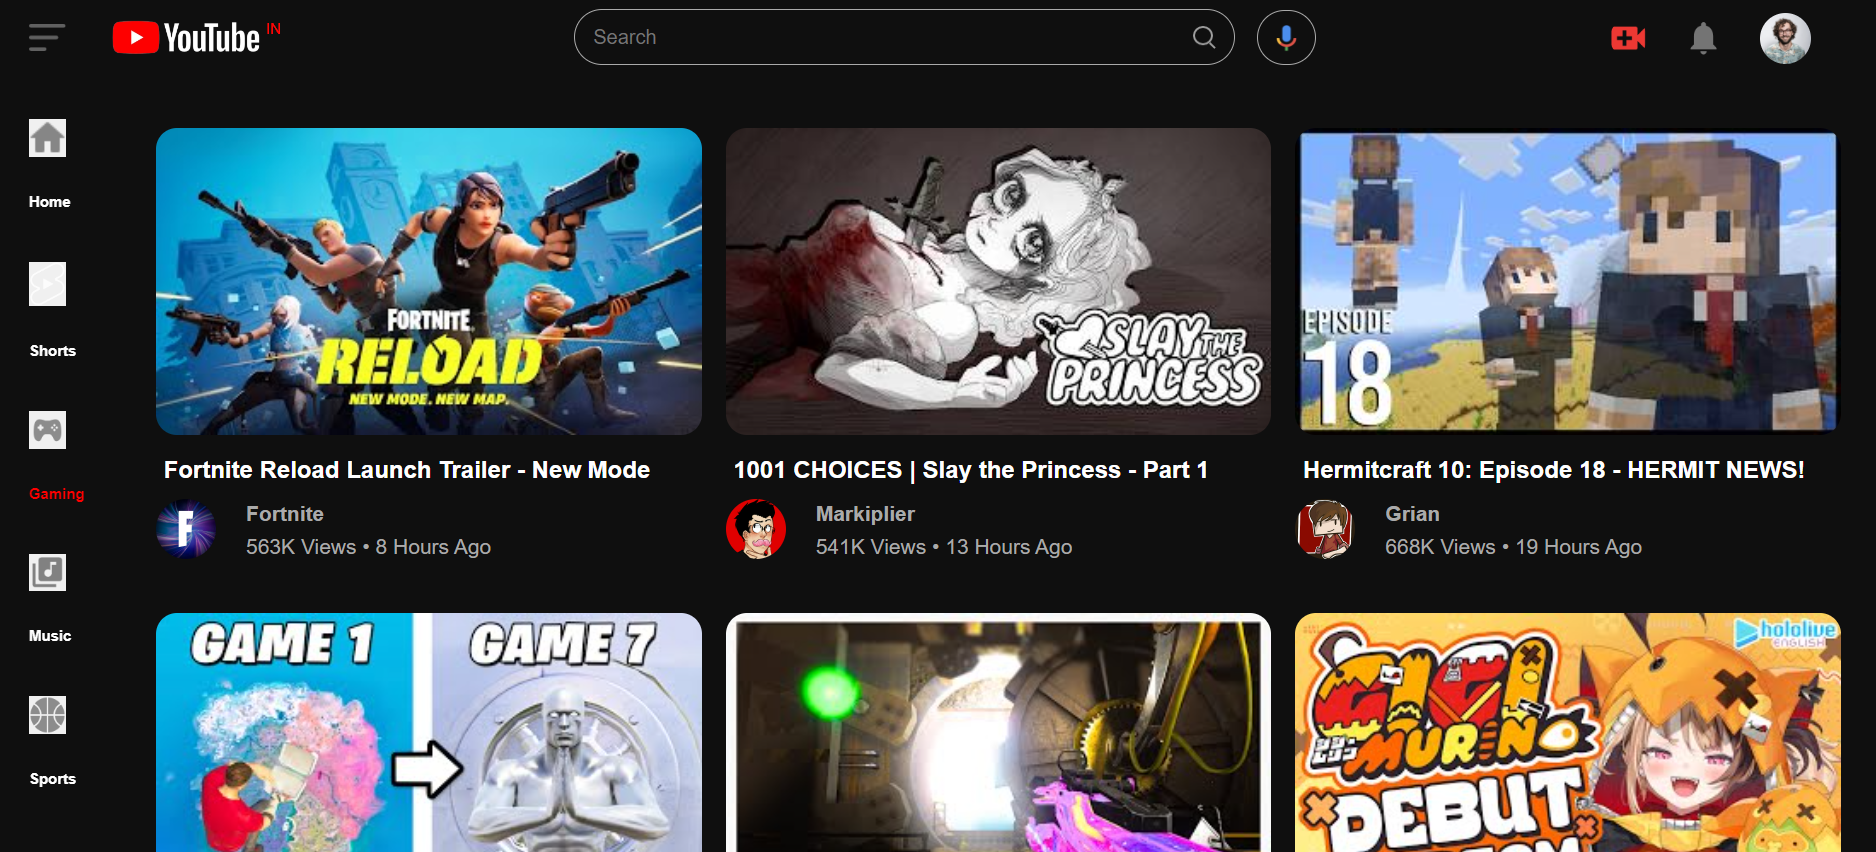 YouTube IN
Search
Home
Shorts
Gaming
Music
Sports
FORTNITE
RELOAD
NEW MODE. NEW MAP.
Fortnite Reload Launch Trailer - New Mode
Fortnite
563K Views • 8 Hours Ago
SLAY THE
PRINCESS
1001 CHOICES | Slay the Princess - Part 1
Markiplier
541K Views • 13 Hours Ago
EPISODE
18
Hermitcraft 10: Episode 18 - HERMIT NEWS!
Grian
668K Views • 19 Hours Ago
GAME 1
GAME 7
hololive
ENGLISH
GIGI
MURIN
DEBUT